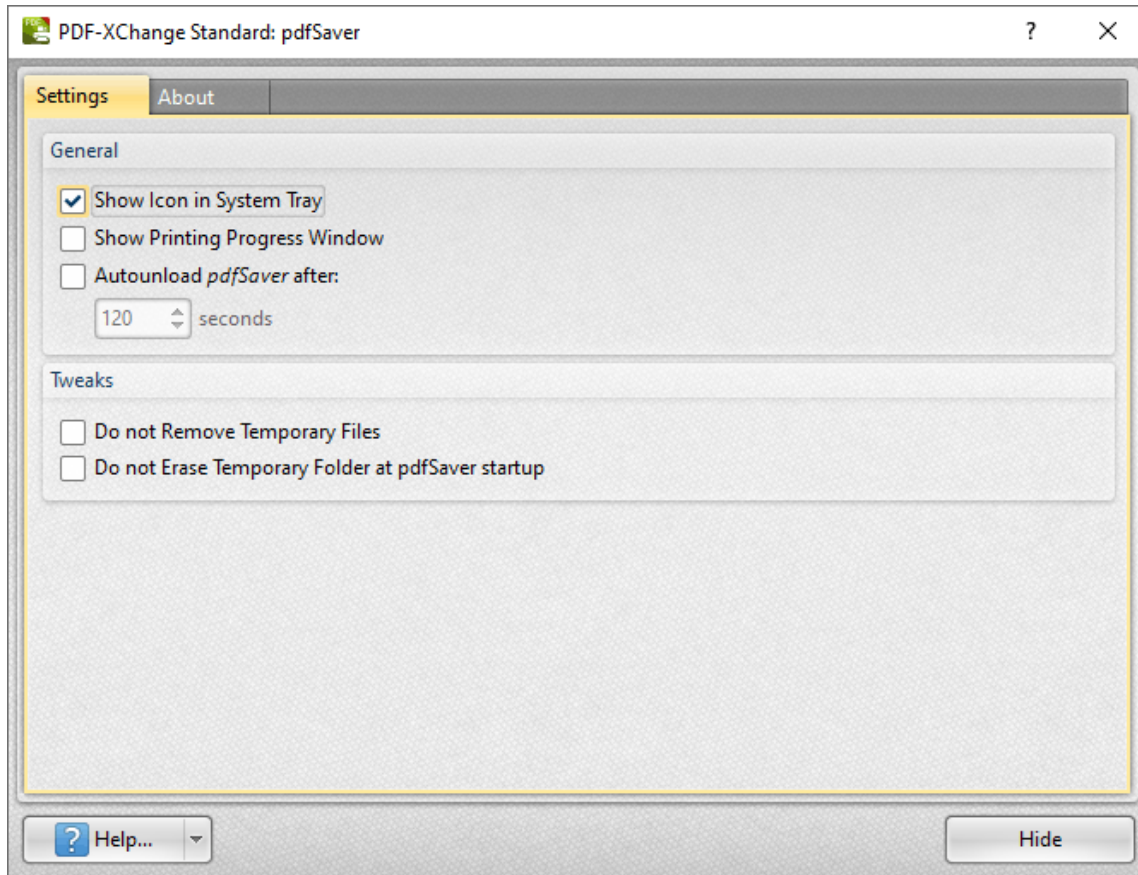 PDF-XChange Standard: pdfSaver
Settings About
General
Show Icon in System Tray
Show Printing Progress Window
Autounload pdfSaver after:
120 seconds
Tweaks
Do not Remove Temporary Files
Do not Erase Temporary Folder at pdfSaver startup
Help... Hide